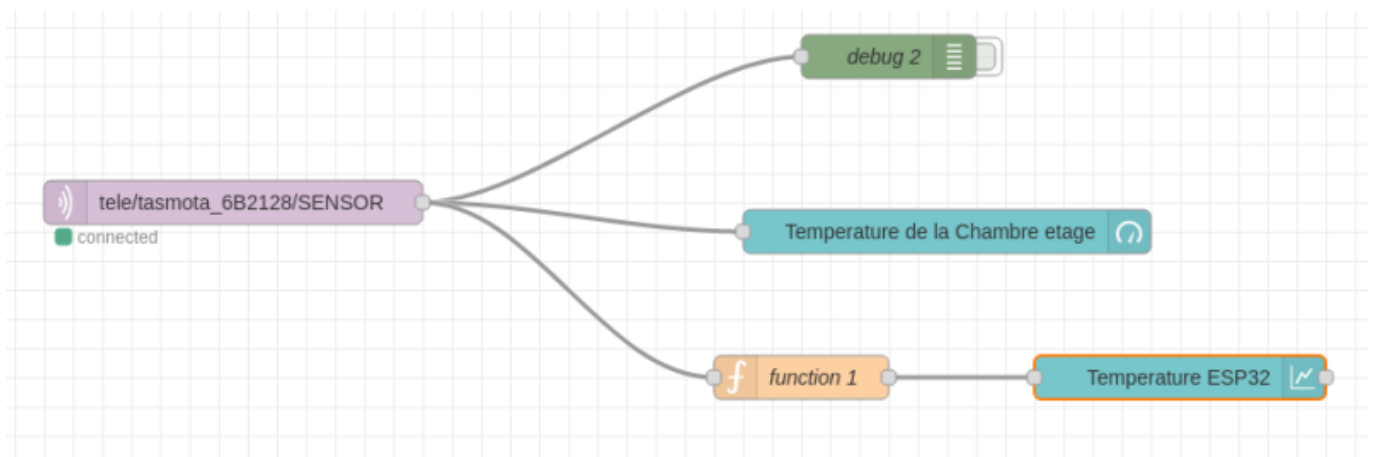 debug 2
tele/tasmota_6B2128/SENSOR
connected
Temperature de la Chambre etage
function 1
Temperature ESP32